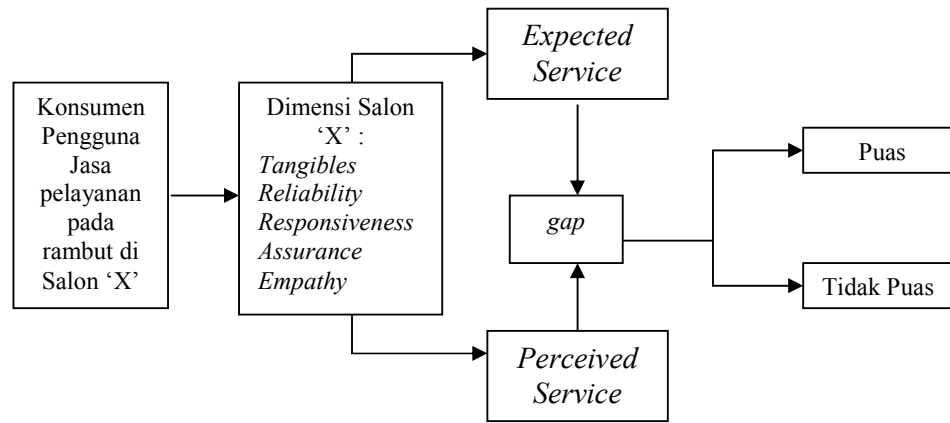 Konsumen
Pengguna
Jasa
pelayanan
pada
rambut di
Salon ‘X’
Dimensi Salon
‘X’ :
Tangibles
Reliability
Responsiveness
Assurance
Empathy
Expected
Service
gap
Perceived
Service
Puas
Tidak Puas